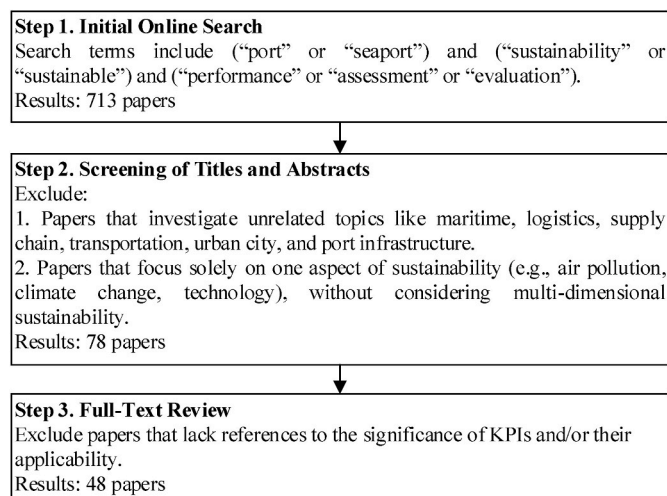 Step 1. Initial Online Search
Search terms include (“port” or “seaport”) and (“sustainability” or
“sustainable”) and (“performance” or “assessment” or “evaluation”).
Results: 713 papers
Step 2. Screening of Titles and Abstracts
Exclude:
1. Papers that investigate unrelated topics like maritime, logistics, supply
chain, transportation, urban city, and port infrastructure.
2. Papers that focus solely on one aspect of sustainability (e.g., air pollution,
climate change, technology), without considering multi-dimensional
sustainability.
Results: 78 papers
Step 3. Full-Text Review
Exclude papers that lack references to the significance of KPIs and/or their
applicability.
Results: 48 papers